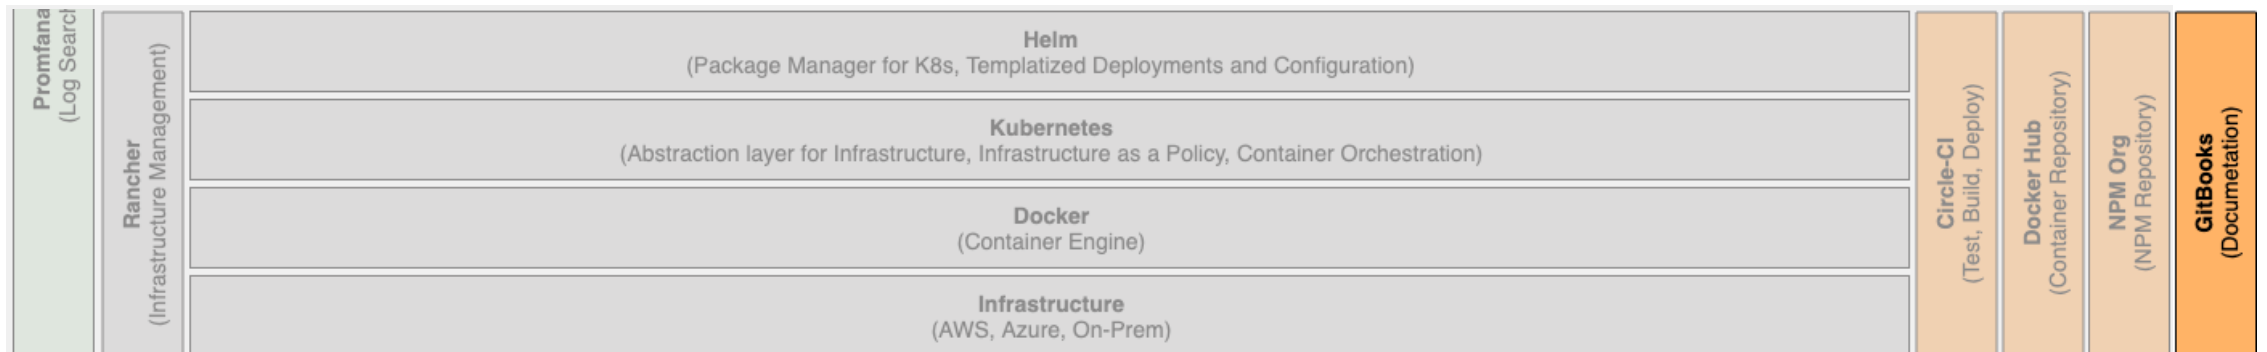 Promfana
(Log Search
Rancher
(Infrastructure Management)
Helm
(Package Manager for K8s, Templatized Deployments and Configuration)
Kubernetes
(Abstraction layer for Infrastructure, Infrastructure as a Policy, Container Orchestration)
Docker
(Container Engine)
Infrastructure
(AWS, Azure, On-Prem)
Circle-CI
(Test, Build, Deploy)
Docker Hub
(Container Repository)
NPM Org
(NPM Repository)
GitBooks
(Documetation)